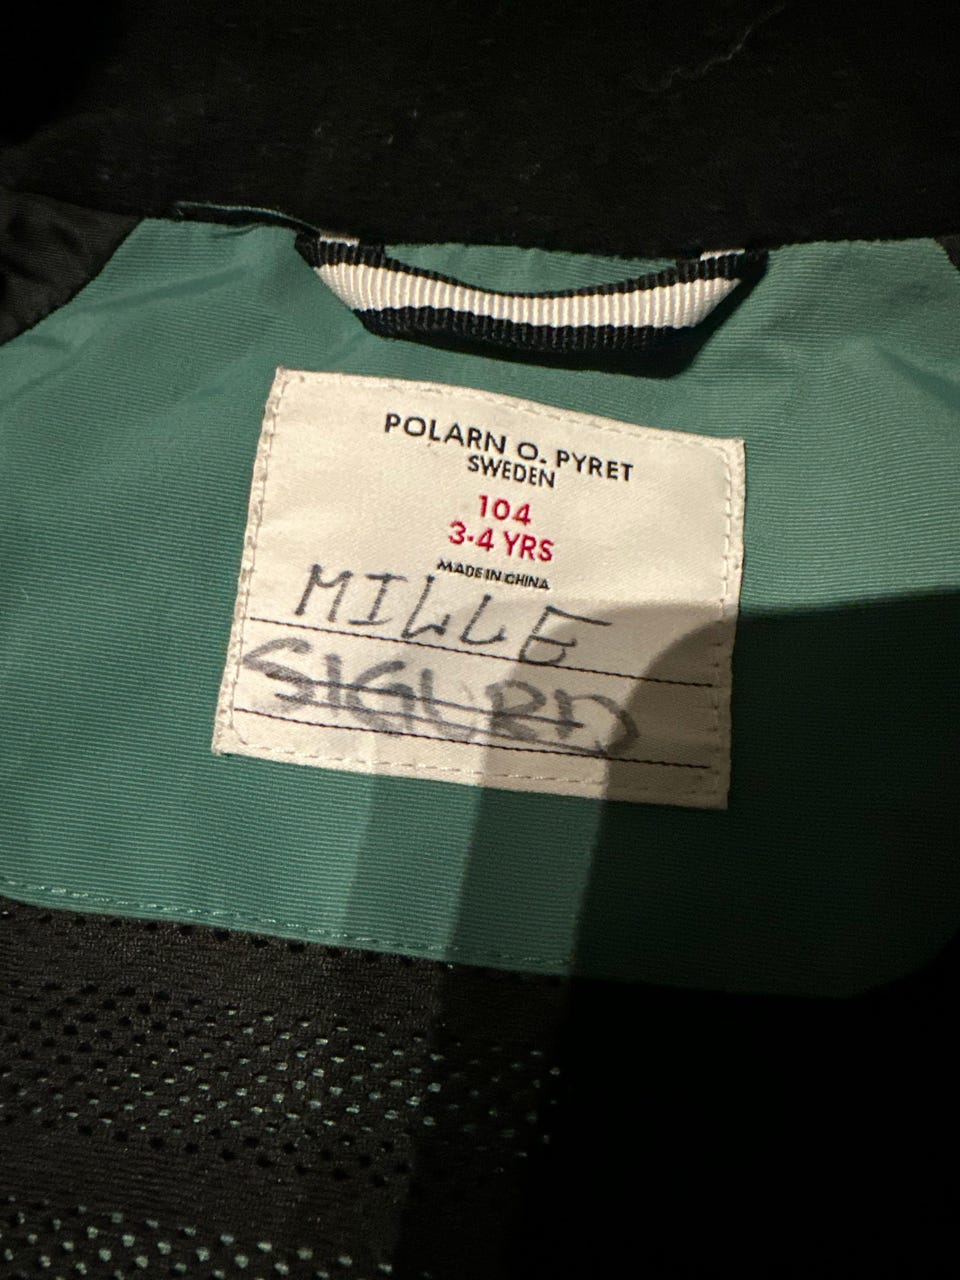 POLARN O. PYRET
SWEDEN
104
3-4 YRS
MADE IN CHINA
MILLE
SIGURD